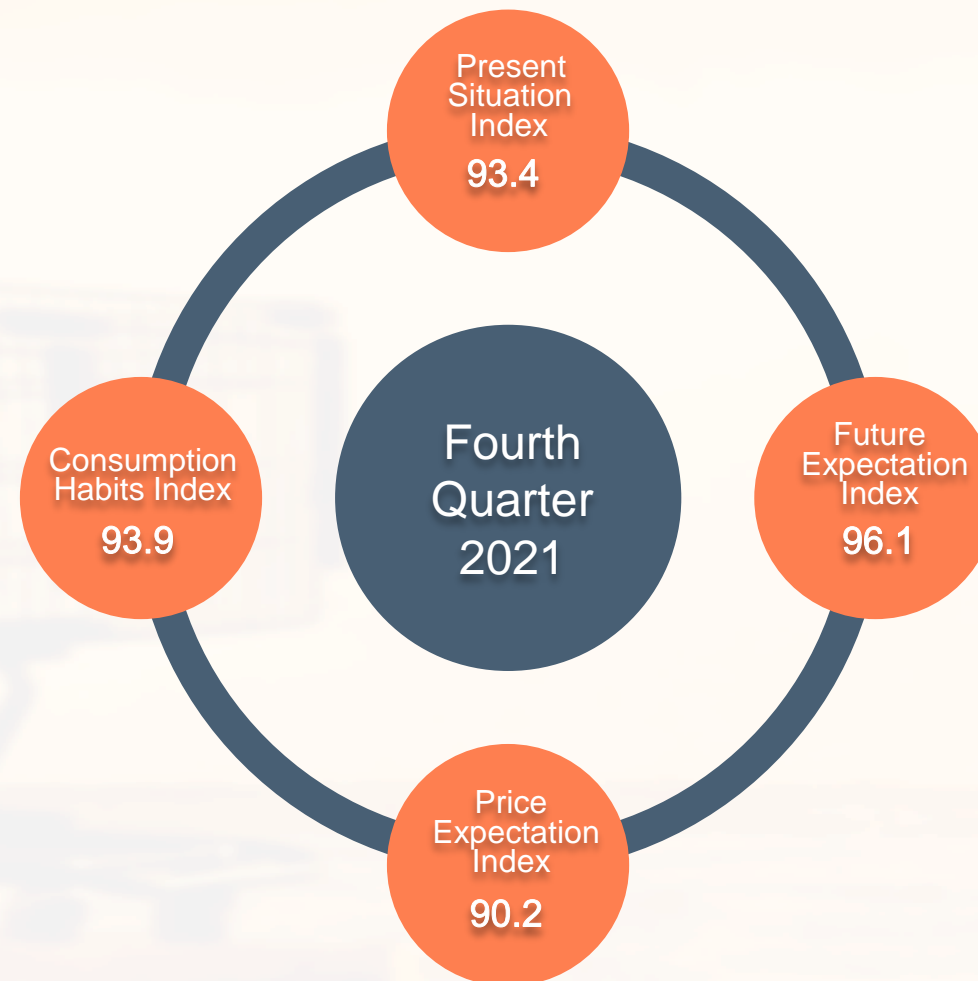 Present
Situation
Index
93.4
Consumption
Habits Index
93.9
Fourth
Quarter
2021
Future
Expectation
Index
96.1
Price
Expectation
Index
90.2